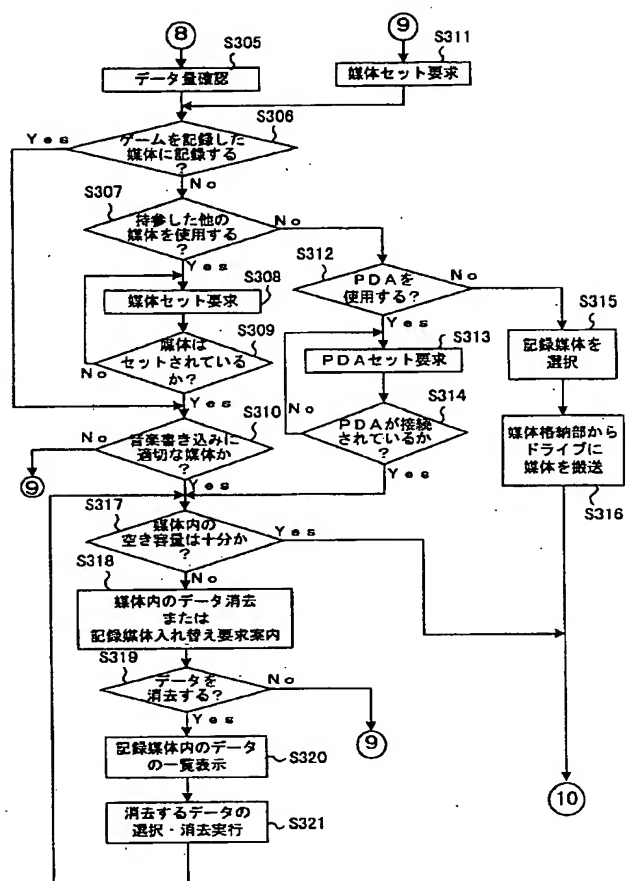 ⑧
⑨
S305
S311
データ量確認
媒体セット要求
S306
Yes
ゲームを記録した
媒体に記録する
?
No
S307
持参した他の
媒体を使用する
?
No
Yes
S308
媒体セット要求
S309
媒体は
セットされている
か?
No
Yes
S312
PDAを
使用する?
No
Yes
S313
PDAセット要求
S314
PDAが接続
されているか
?
No
Yes
S315
記録媒体を
選択
媒体格納部から
ドライブに
媒体を搬送
S316
S310
音楽書き込みに
適切な媒体か
?
No
⑨
Yes
S317
媒体内の
空き容量は十分か
?
Yes
No
S318
媒体内のデータ消去
または
記録媒体入れ替え要求案内
S319
データを
消去する?
No
⑨
Yes
記録媒体内のデータ
の一覧表示
S320
消去するデータの
選択・消去実行
S321
⑩